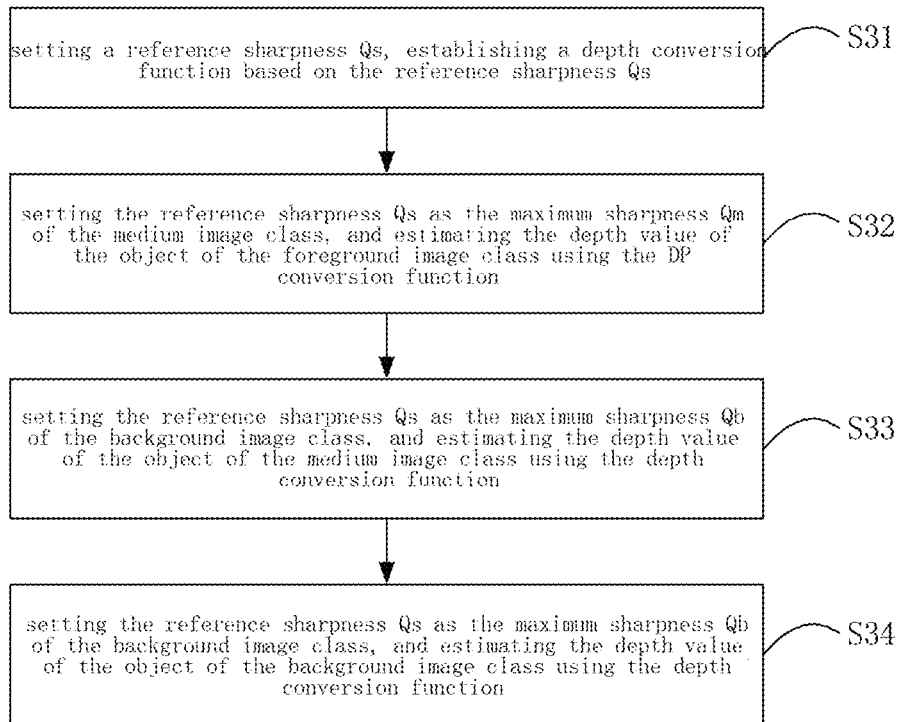 setting a reference sharpness Qs, establishing a depth conversion
function based on the reference sharpness Qs
S31
setting the reference sharpness Qs as the maximum sharpness Qm
of the medium image class, and estimating the depth value of
the object of the foreground image class using the DP
conversion function
S32
setting the reference sharpness Qs as the maximum sharpness Qb
of the background image class, and estimating the depth value
of the object of the medium image class using the depth
conversion function
S33
setting the reference sharpness Qs as the maximum sharpness Qb
of the background image class, and estimating the depth value
of the object of the background image class using the depth
conversion function
S34